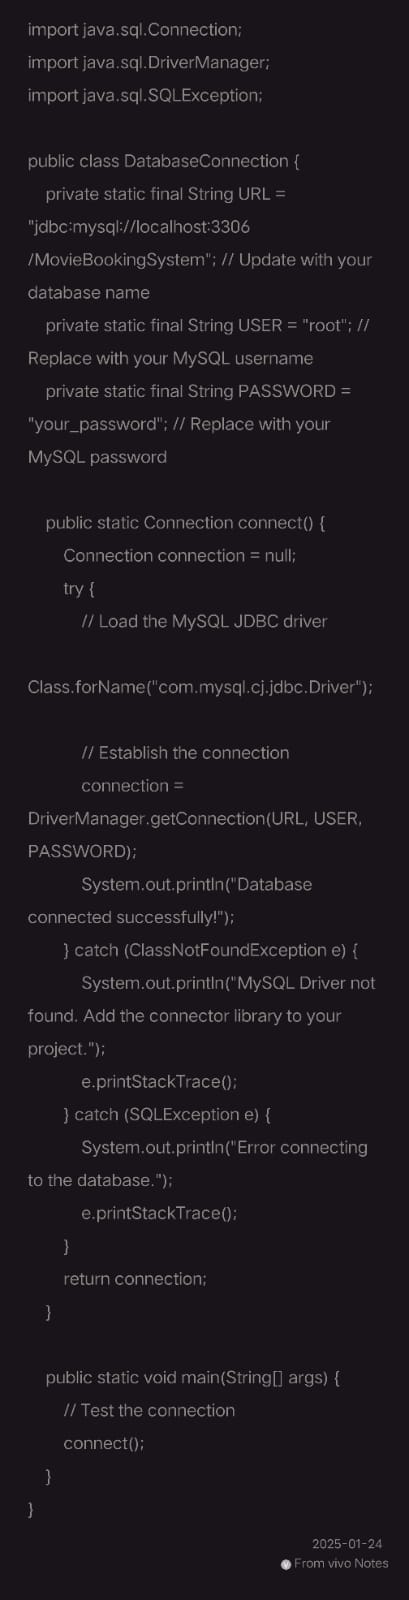 import java.sql.Connection;
import java.sql.DriverManager;
import java.sql.SQLException;

public class DatabaseConnection {
    private static final String URL =
"jdbc:mysql://localhost:3306
/MovieBookingSystem"; // Update with your
database name
    private static final String USER = "root"; //
Replace with your MySQL username
    private static final String PASSWORD =
"your_password"; // Replace with your
MySQL password

    public static Connection connect() {
        Connection connection = null;
        try {
            // Load the MySQL JDBC driver

Class.forName("com.mysql.cj.jdbc.Driver");

            // Establish the connection
            connection =
DriverManager.getConnection(URL, USER,
PASSWORD);
            System.out.println("Database
connected successfully!");
        } catch (ClassNotFoundException e) {
            System.out.println("MySQL Driver not
found. Add the connector library to your
project.");
            e.printStackTrace();
        } catch (SQLException e) {
            System.out.println("Error connecting
to the database.");
            e.printStackTrace();
        }
        return connection;
    }

    public static void main(String[] args) {
        // Test the connection
        connect();
    }
}
2025-01-24
From vivo Notes